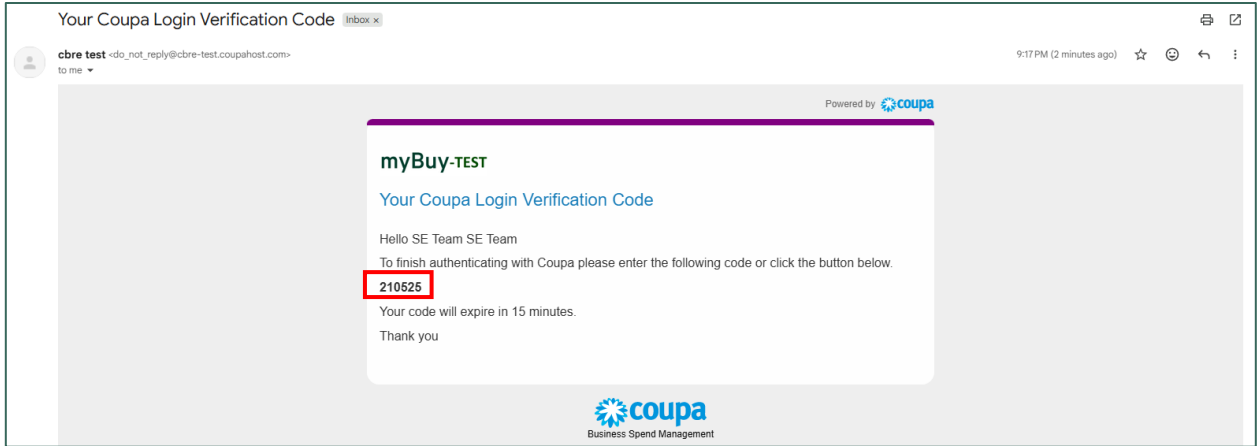 Your Coupa Login Verification Code Inbox x
cbre test <do_not_reply@cbre-test.coupahost.com> 9:17 PM (2 minutes ago)
to me
Powered by coupa
myBuy-TEST
Your Coupa Login Verification Code
Hello SE Team SE Team
To finish authenticating with Coupa please enter the following code or click the button below.
210525
Your code will expire in 15 minutes.
Thank you
coupa
Business Spend Management